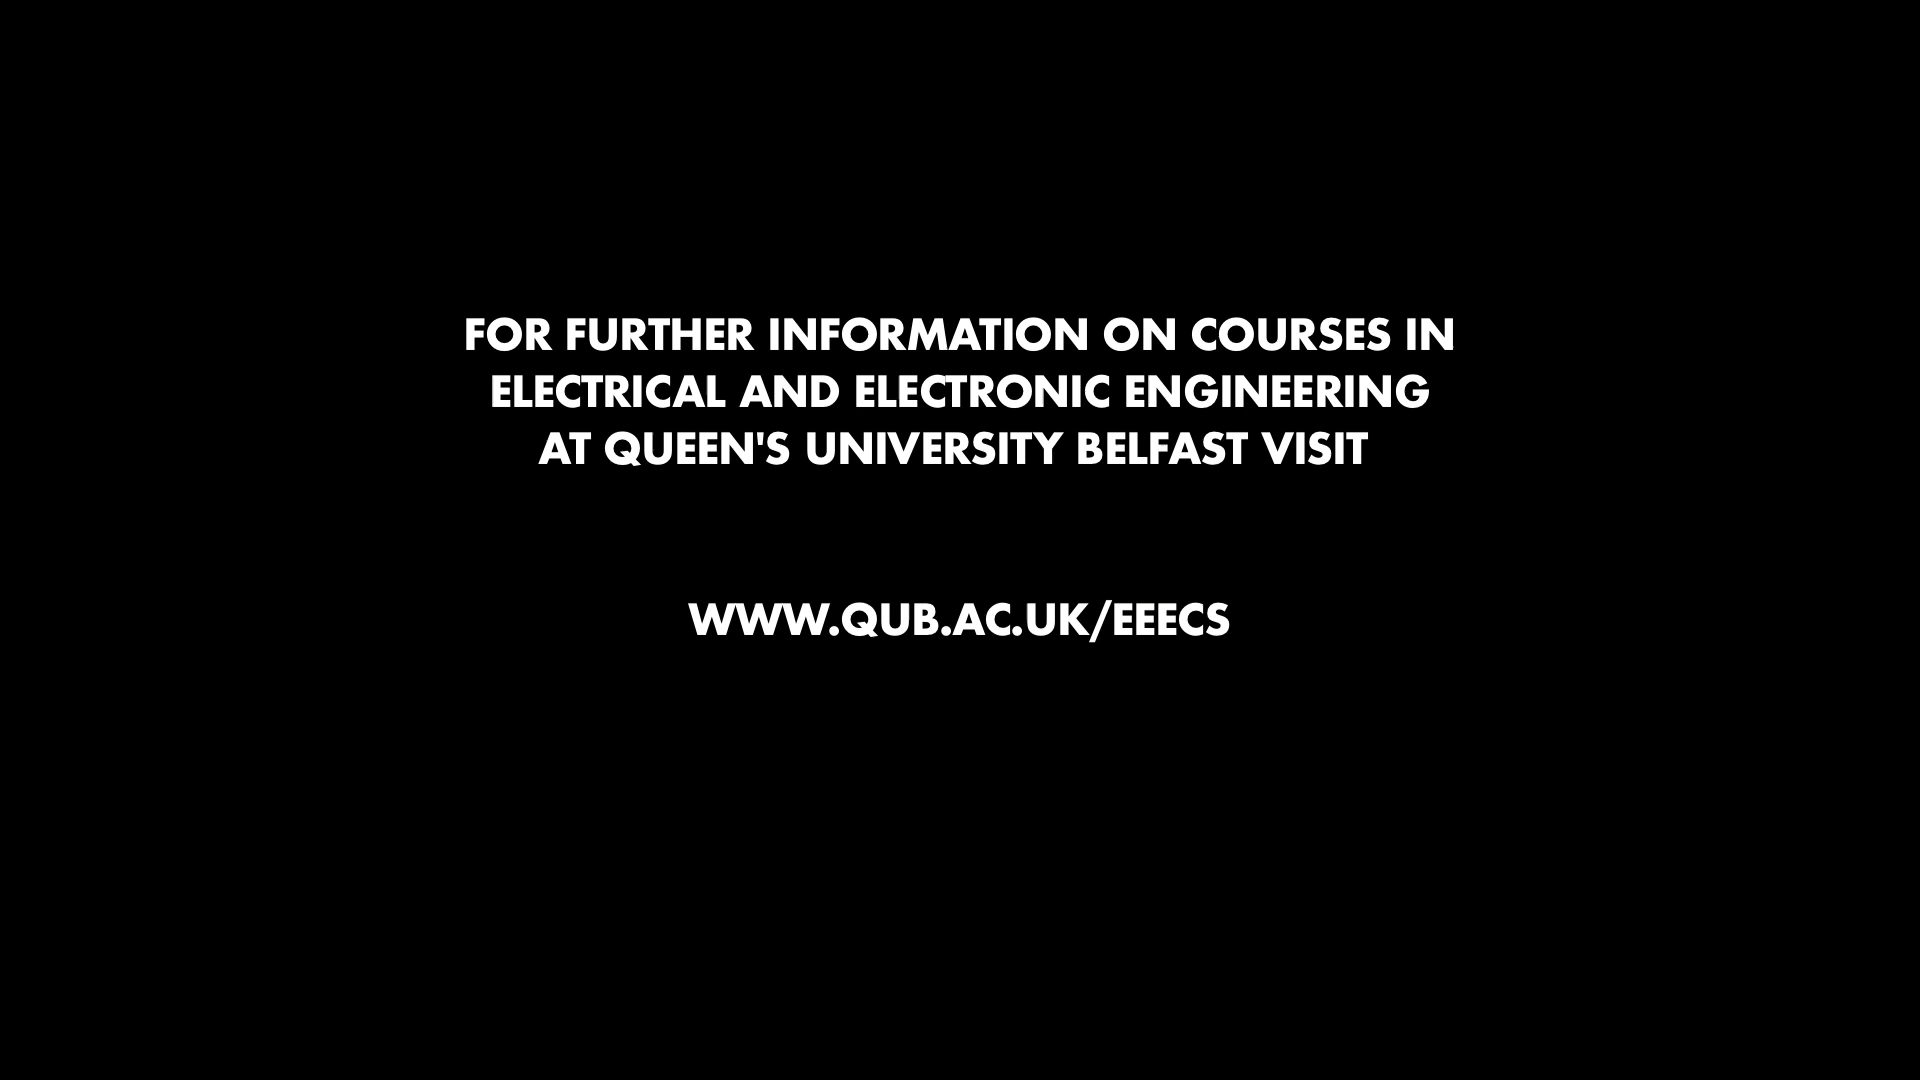 FOR FURTHER INFORMATION ON COURSES IN
ELECTRICAL AND ELECTRONIC ENGINEERING
AT QUEEN'S UNIVERSITY BELFAST VISIT
WWW.QUB.AC.UK/EEECS